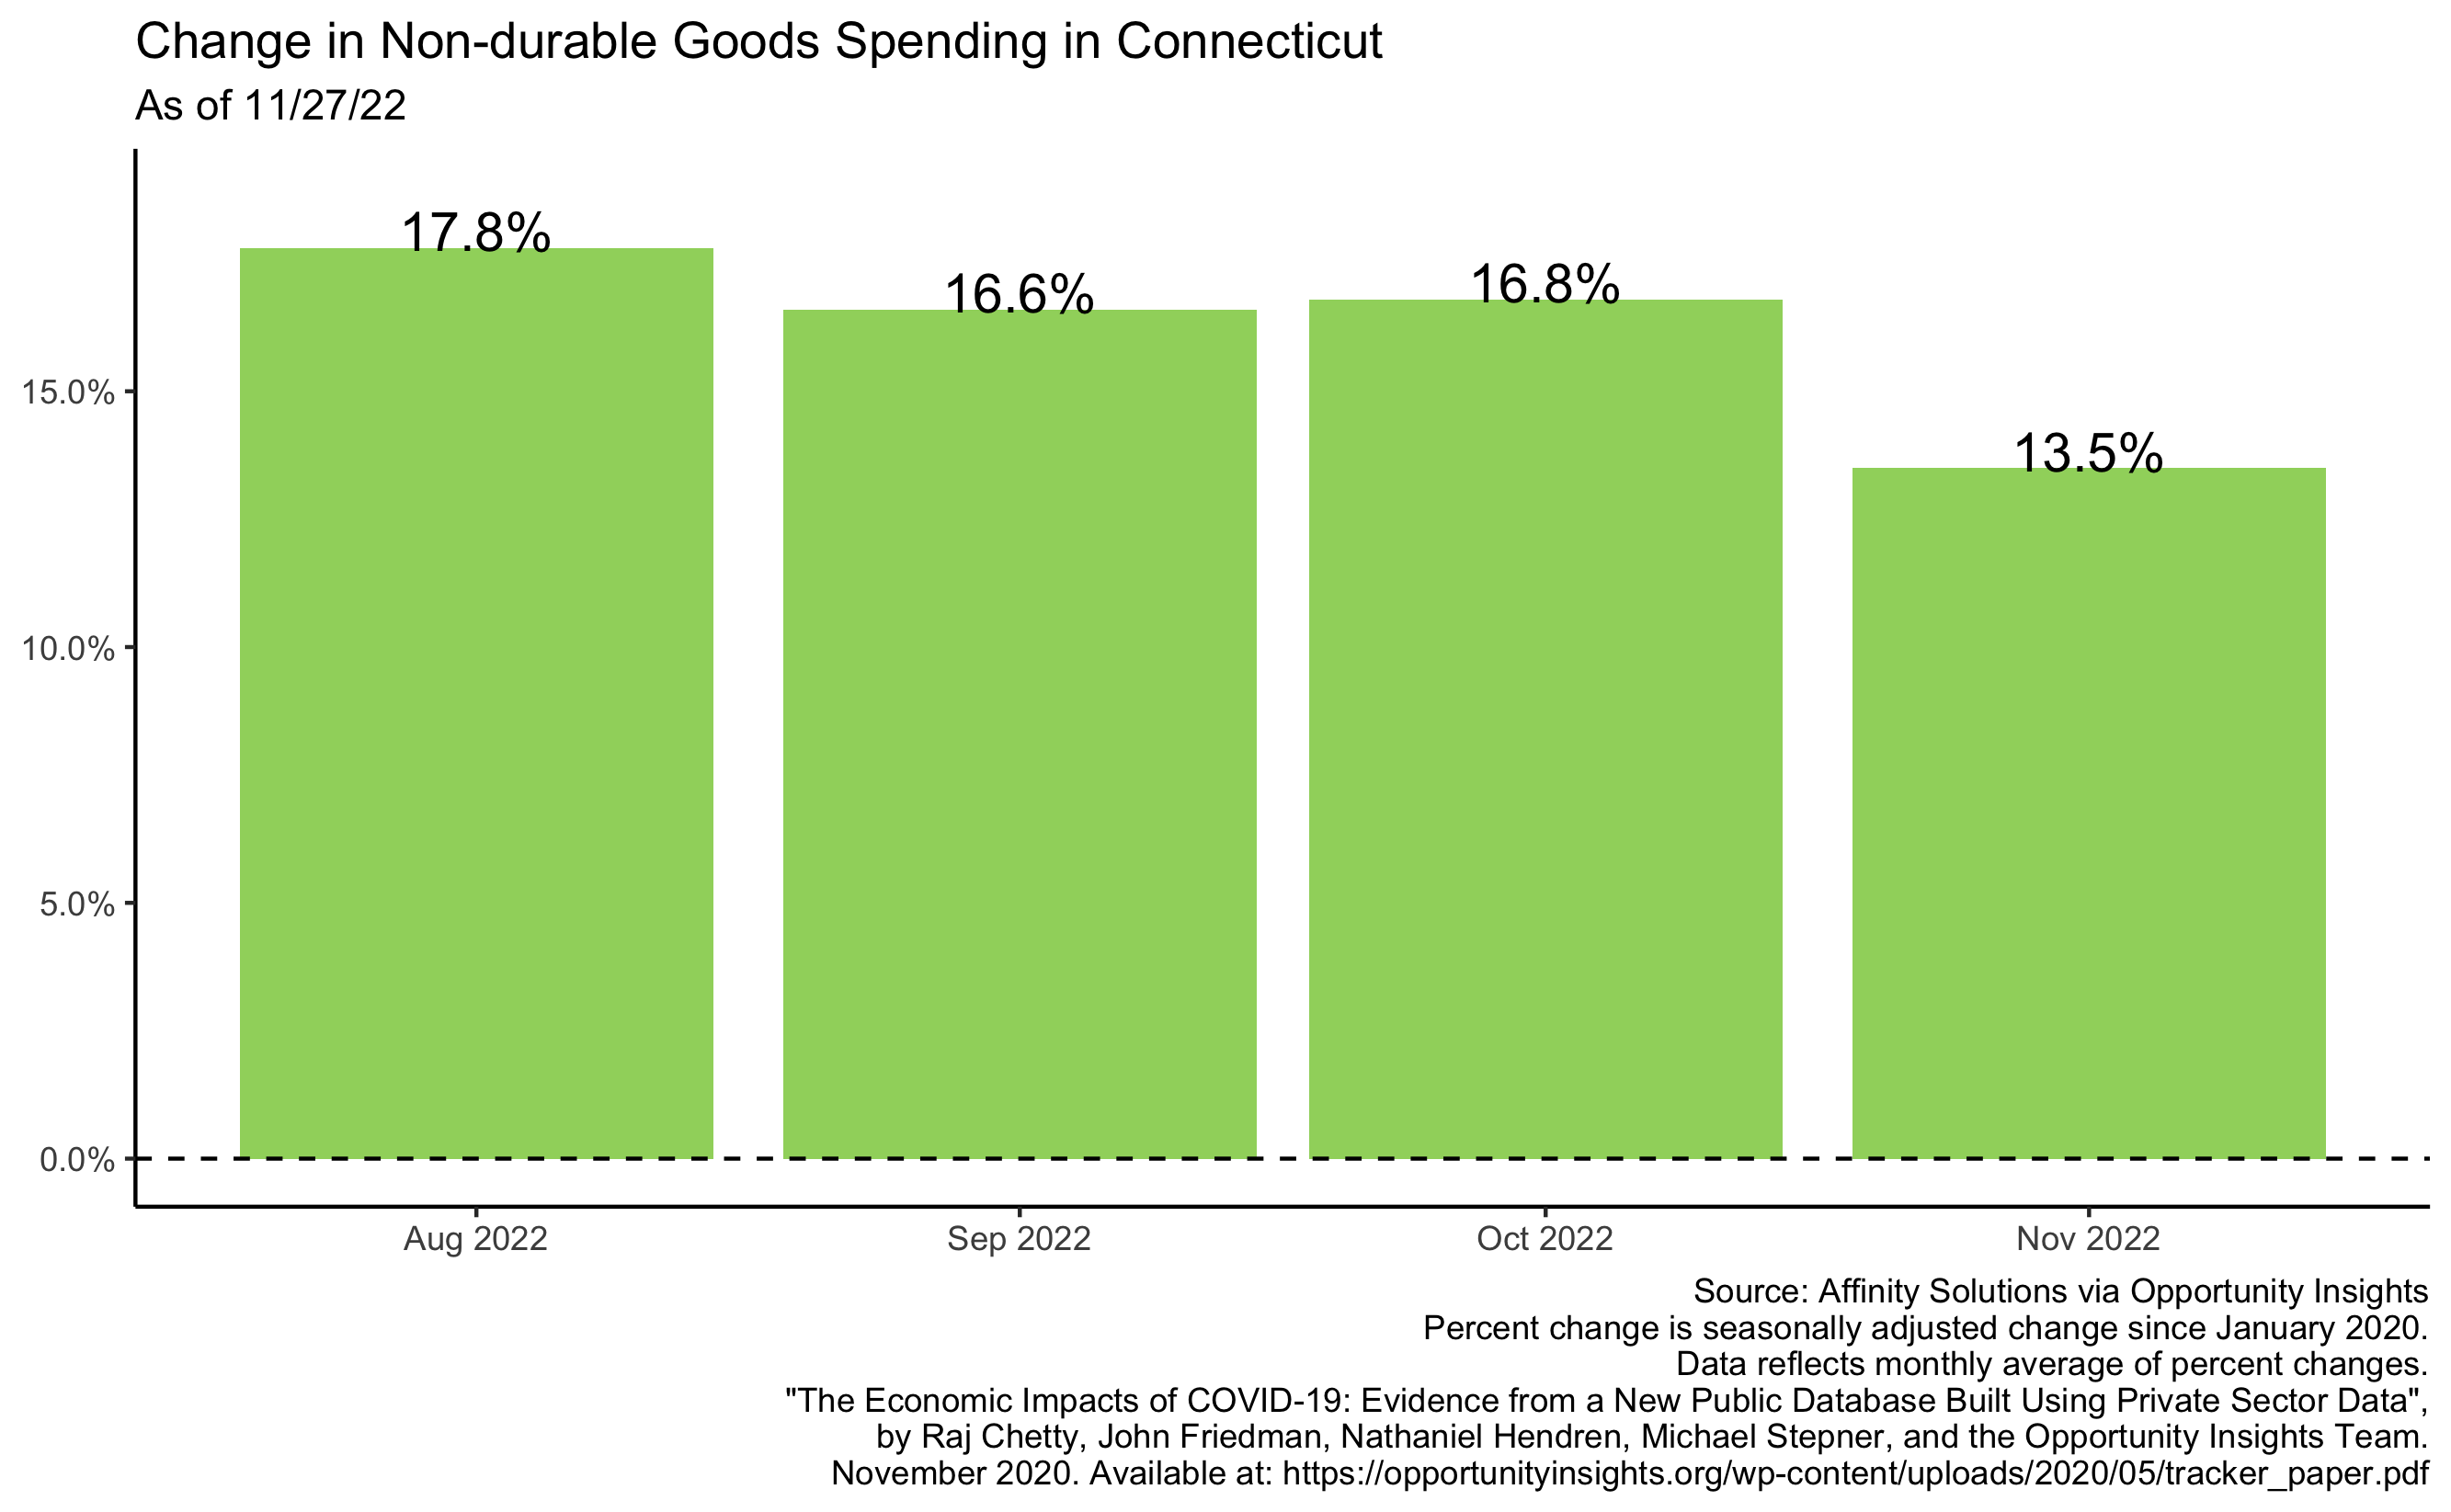 Change in Non-durable Goods Spending in Connecticut
As of 11/27/22
17.8%
16.6%
16.8%
13.5%
15.0%
10.0%
5.0%
0.0%
Aug 2022
Sep 2022
Oct 2022
Nov 2022
Source: Affinity Solutions via Opportunity Insights
Percent change is seasonally adjusted change since January 2020.
Data reflects monthly average of percent changes.
"The Economic Impacts of COVID-19: Evidence from a New Public Database Built Using Private Sector Data",
by Raj Chetty, John Friedman, Nathaniel Hendren, Michael Stepner, and the Opportunity Insights Team.
November 2020. Available at: https://opportunityinsights.org/wp-content/uploads/2020/05/tracker_paper.pdf